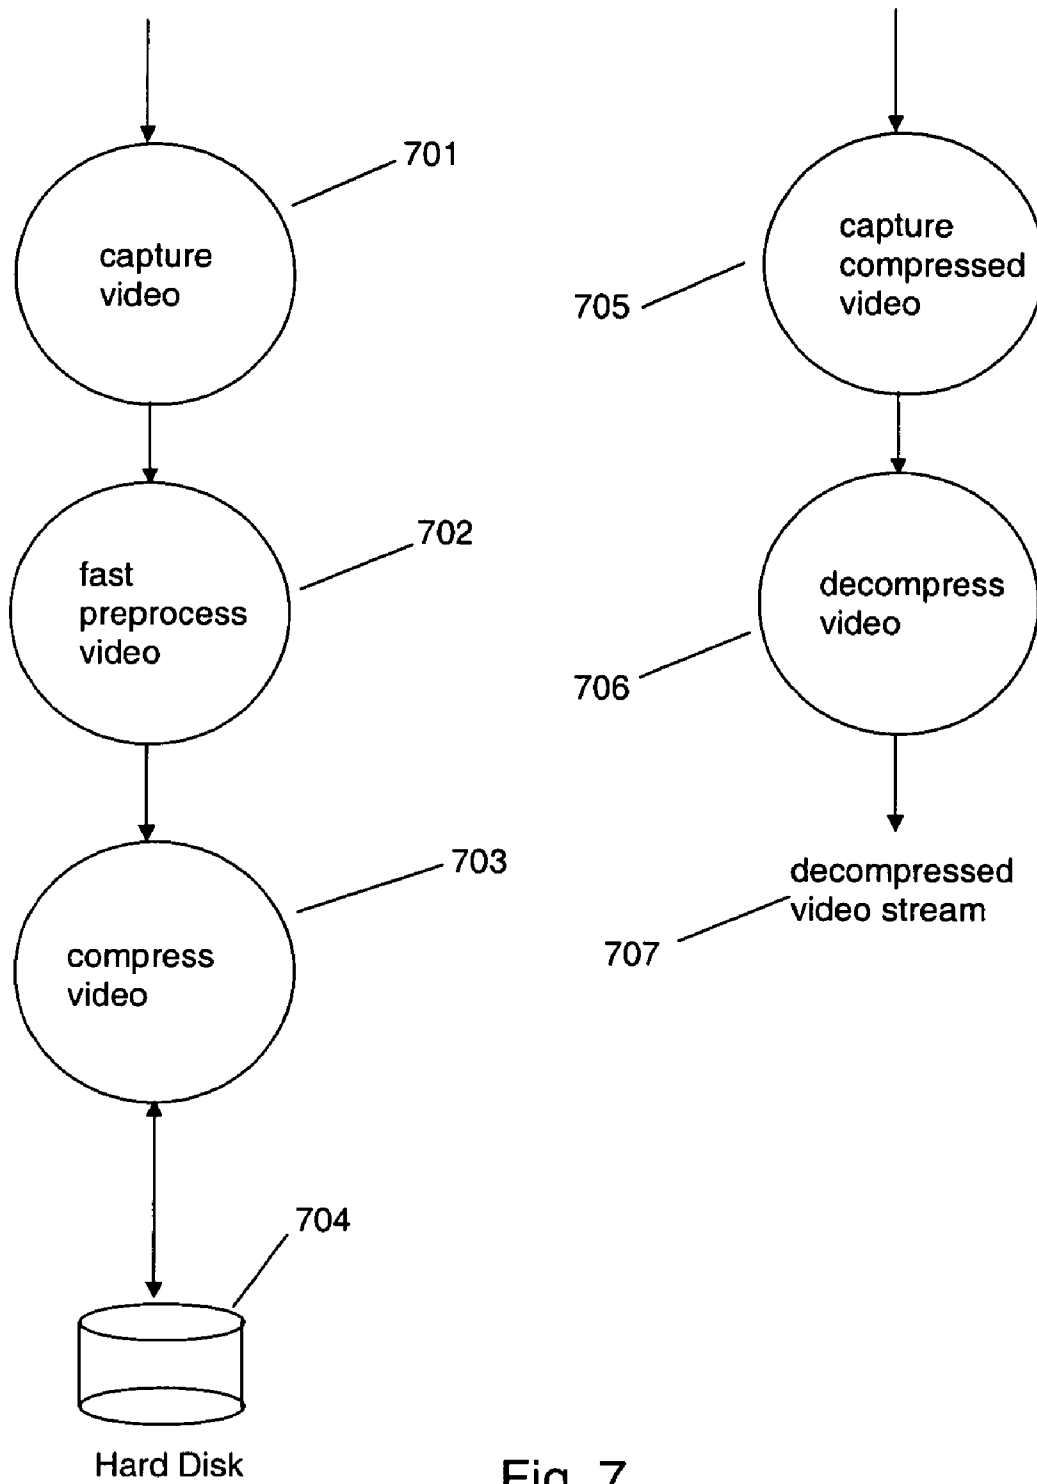 701
capture
video
702
fast
preprocess
video
703
compress
video
704
Hard Disk
capture
compressed
video
705
decompress
video
706
decompressed
video stream
707
Fig. 7